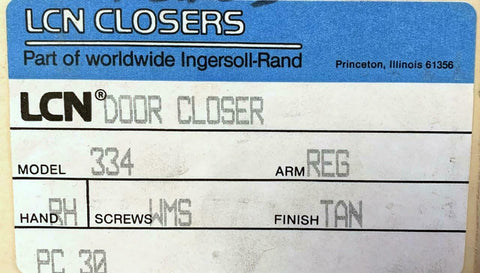 LCN CLOSERS
Part of worldwide Ingersoll-Rand Princeton, Illinois 61356
LCN® DOOR CLOSER
MODEL 334 ARM REG
HAND RH SCREWS WMS FINISH TAN
PC 30